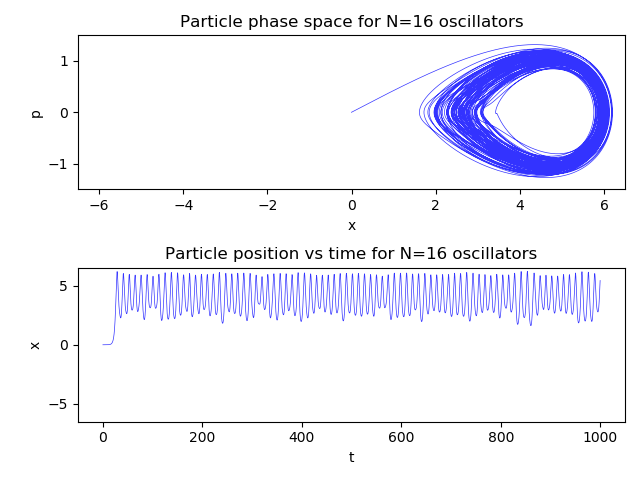 Particle phase space for N=16 oscillators
1
0
−1
p
−6 −4 −2 0 2 4 6
x
Particle position vs time for N=16 oscillators
5
0
−5
x
0 200 400 600 800 1000
t